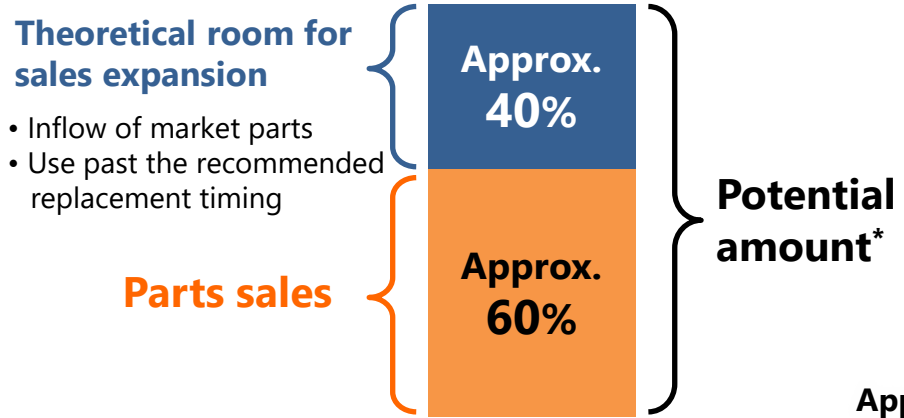 Theoretical room for
sales expansion
• Inflow of market parts
• Use past the recommended
replacement timing
Approx.
40%
Parts sales
Approx.
60%
Potential
amount*